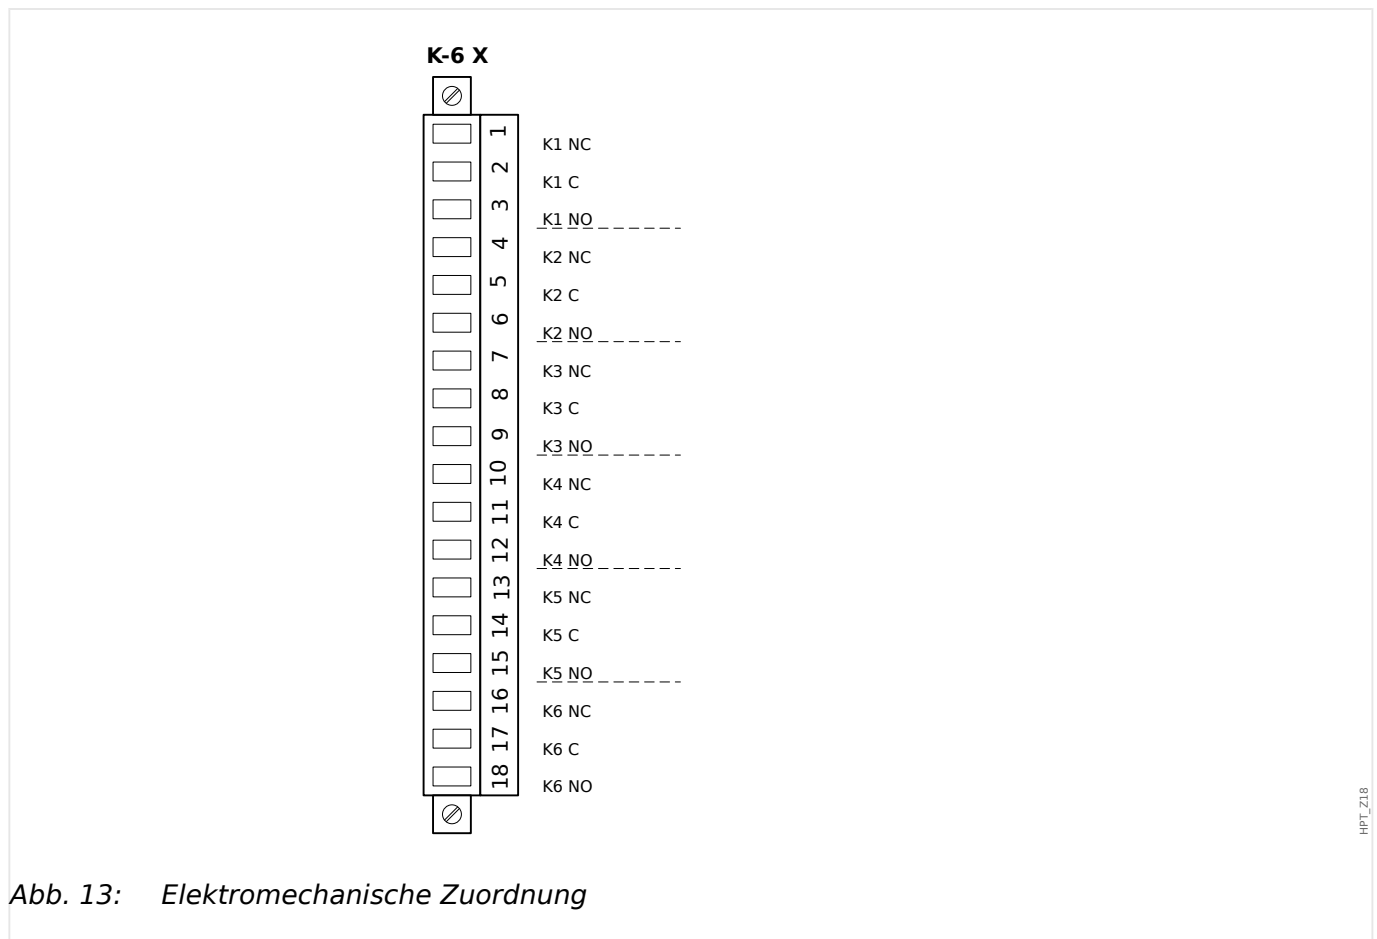 K-6 X
1 K1 NC
2 K1 C
3 K1 NO
4 K2 NC
5 K2 C
6 K2 NO
7 K3 NC
8 K3 C
9 K3 NO
10 K4 NC
11 K4 C
12 K4 NO
13 K5 NC
14 K5 C
15 K5 NO
16 K6 NC
17 K6 C
18 K6 NO
HPT_Z18
Abb. 13: Elektromechanische Zuordnung